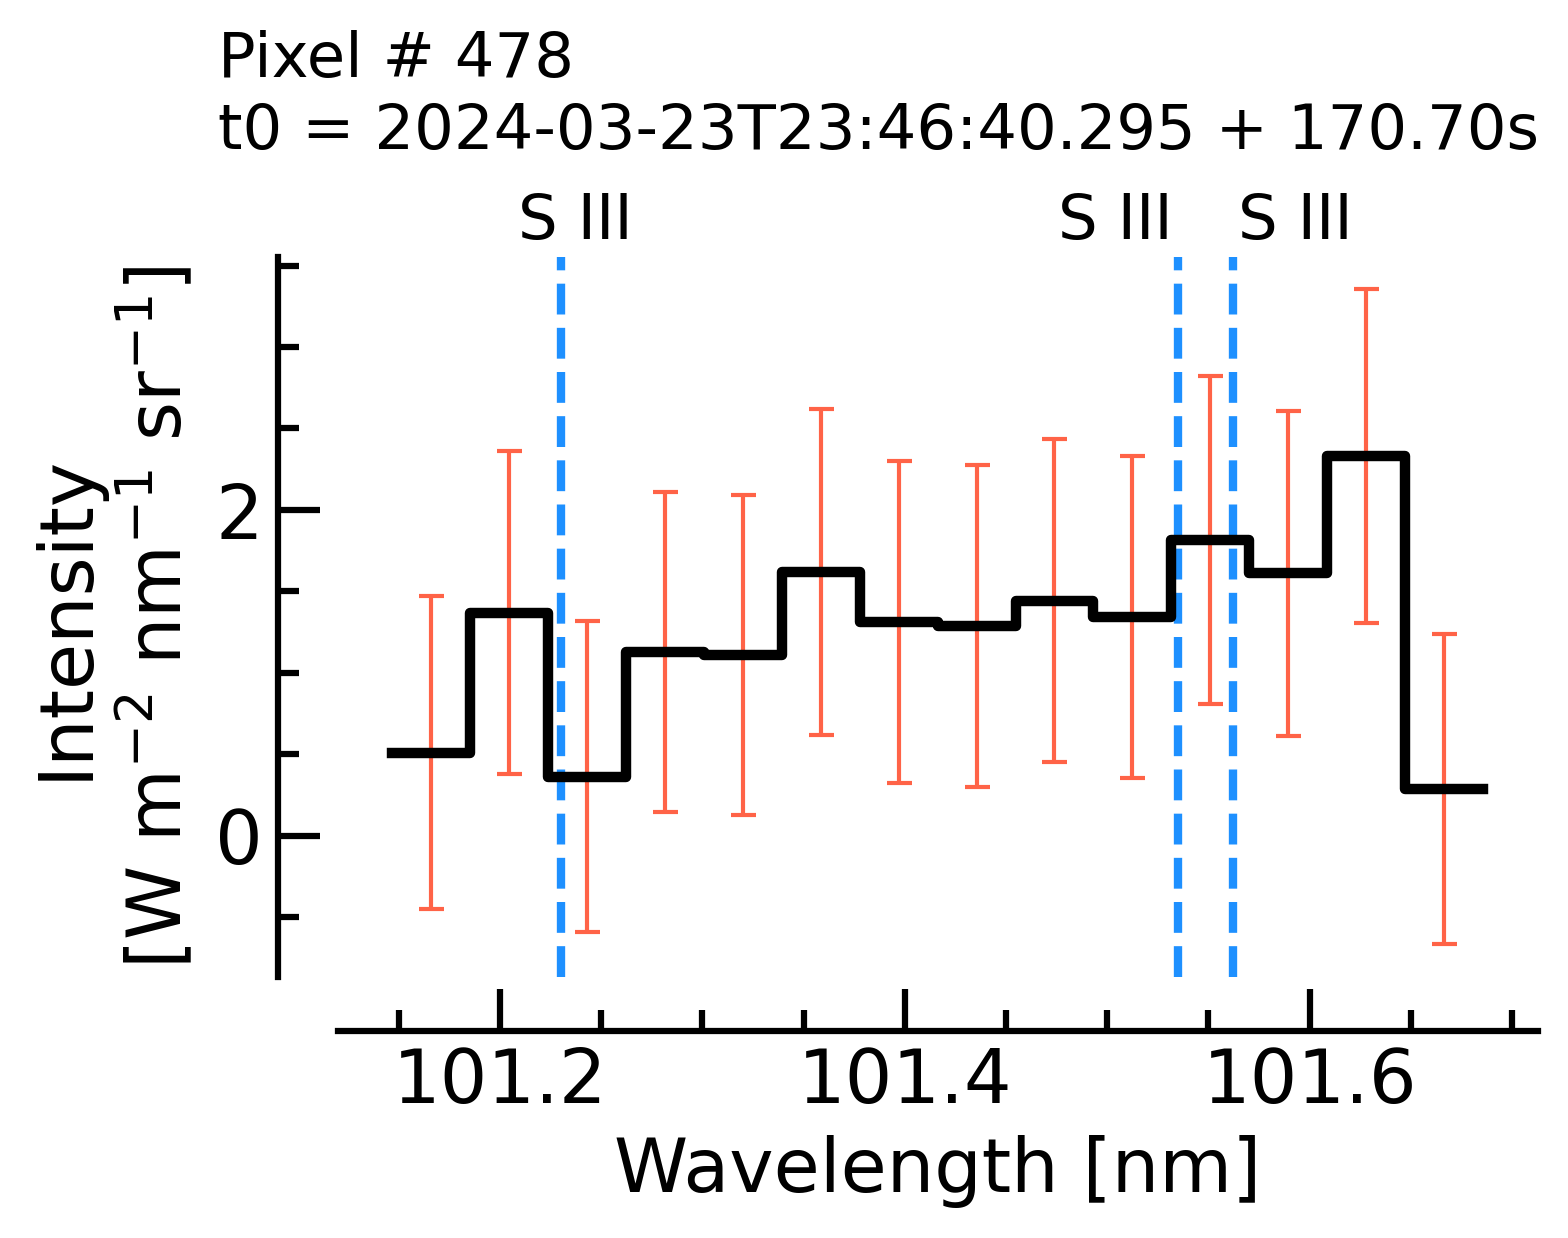 Pixel # 478
t0 = 2024-03-23T23:46:40.295 + 170.70s
S III S III S III
Intensity
[W m⁻² nm⁻¹ sr⁻¹]
2
0
101.2 101.4 101.6
Wavelength [nm]